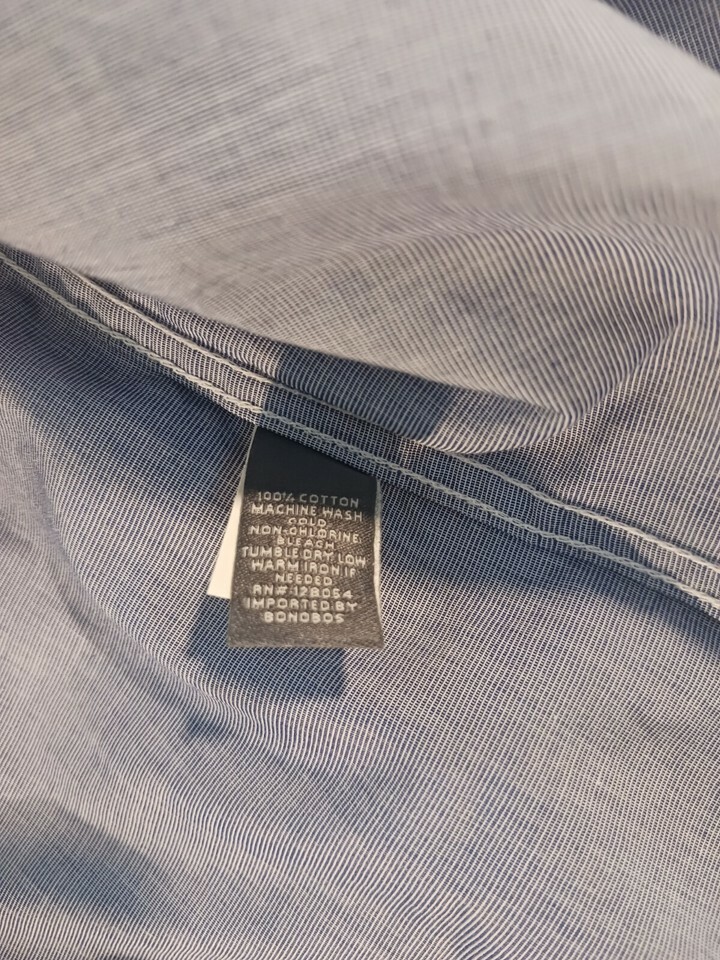 100% COTTON
MACHINE WASH
COLD
NON-CHLORINE
BLEACH
TUMBLE DRY LOW
WARM IRON IF
NEEDED
RN# 128054
IMPORTED BY
BONOBOS